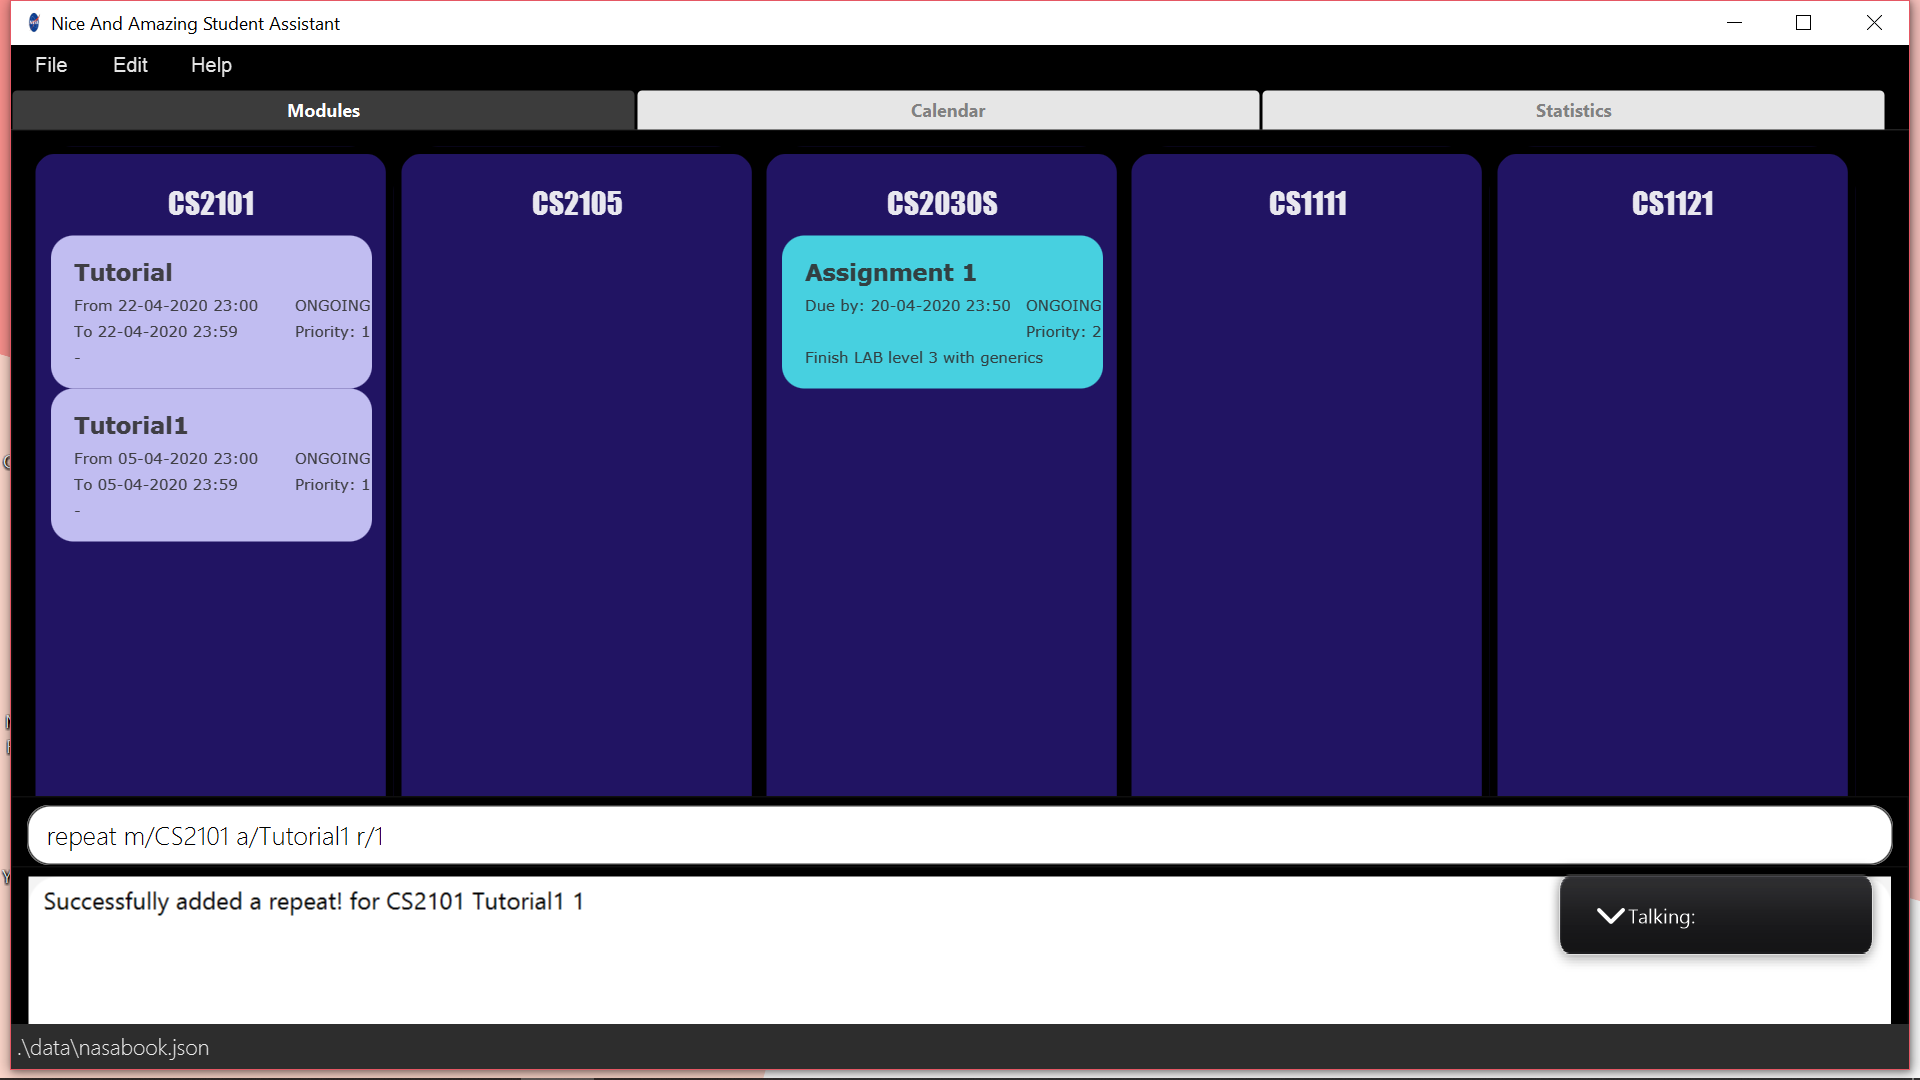 Nice And Amazing Student Assistant
File Edit Help
Modules Calendar Statistics
CS2101 CS2105 CS2030S CS1111 CS1121
Tutorial
From 22-04-2020 23:00 ONGOING
To 22-04-2020 23:59 Priority: 1
-
Tutorial1
From 05-04-2020 23:00 ONGOING
To 05-04-2020 23:59 Priority: 1
-
Assignment 1
Due by: 20-04-2020 23:50 ONGOING
Priority: 2
Finish LAB level 3 with generics
repeat m/CS2101 a/Tutorial1 r/1
Successfully added a repeat! for CS2101 Tutorial1 1
Talking:
.\data\nasabook.json